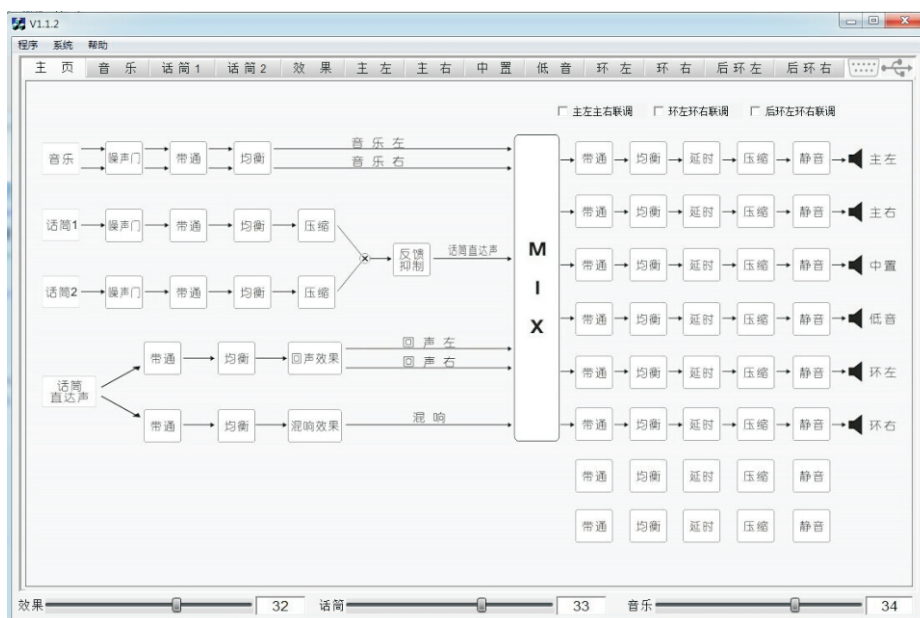 V1.1.2
程序 系统 帮助
主 页 音 乐 话筒1 话筒2 效 果 主 左 主 右 中 置 低 音 环 左 环 右 后环左 后环右
主左主右联调 环左环右联调 后环左环右联调
音 乐 左
音乐 噪声门 带通 均衡 音 乐 右 带通 均衡 延时 压缩 静音 主左
话筒1 噪声门 带通 均衡 压缩 带通 均衡 延时 压缩 静音 主右
反馈抑制 话筒直达声 M I X 带通 均衡 延时 压缩 静音 中置
话筒2 噪声门 带通 均衡 压缩 带通 均衡 延时 压缩 静音 低音
回 声 左
带通 均衡 回声效果 回 声 右 带通 均衡 延时 压缩 静音 环左
话筒
直达声
带通 均衡 混响效果 混 响 带通 均衡 延时 压缩 静音 环右
带通 均衡 延时 压缩 静音
带通 均衡 延时 压缩 静音
效果 32 话筒 33 音乐 34